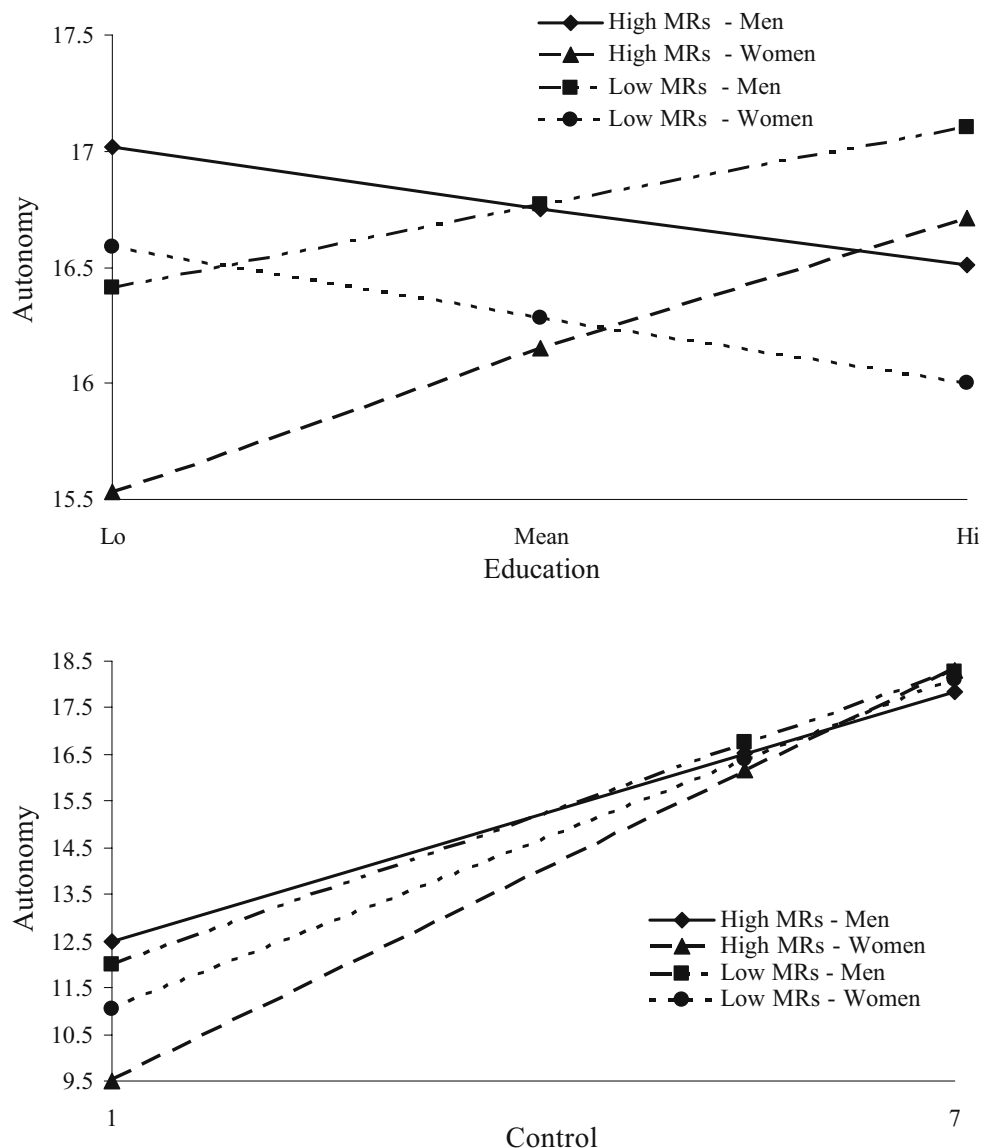 17.5
17
16.5
16
15.5
Autonomy
High MRs - Men
High MRs - Women
Low MRs - Men
Low MRs - Women
Lo Mean Hi
Education
18.5
17.5
16.5
15.5
14.5
13.5
12.5
11.5
10.5
9.5
Autonomy
High MRs - Men
High MRs - Women
Low MRs - Men
Low MRs - Women
1 7
Control